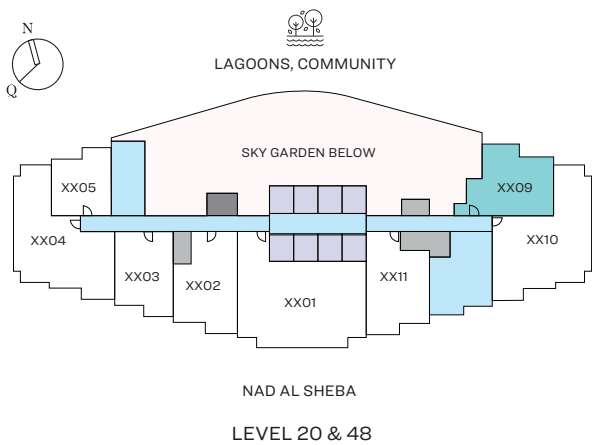 N
Q
LAGOONS, COMMUNITY
SKY GARDEN BELOW
XX05
XX09
XX04
XX10
XX03
XX02
XX11
XX01
NAD AL SHEBA
LEVEL 20 & 48